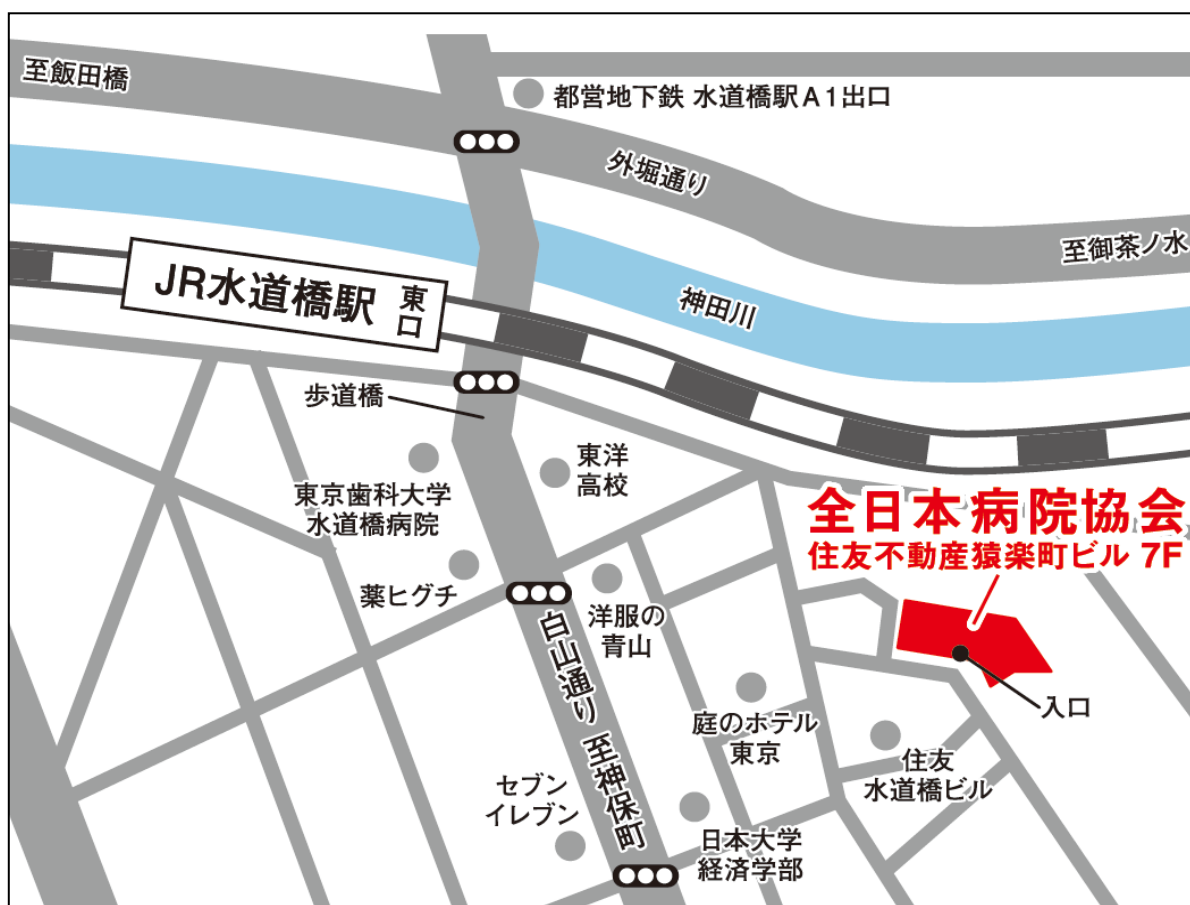 至飯田橋
都営地下鉄 水道橋駅A1出口
外堀通り
至御茶ノ水
JR水道橋駅
東口
神田川
歩道橋
東洋
高校
東京歯科大学
水道橋病院
全日本病院協会
住友不動産猿楽町ビル 7F
薬ヒグチ
洋服の
青山
白山通り 至神保町
入口
庭のホテル
東京
住友
水道橋ビル
セブン
イレブン
日本大学
経済学部